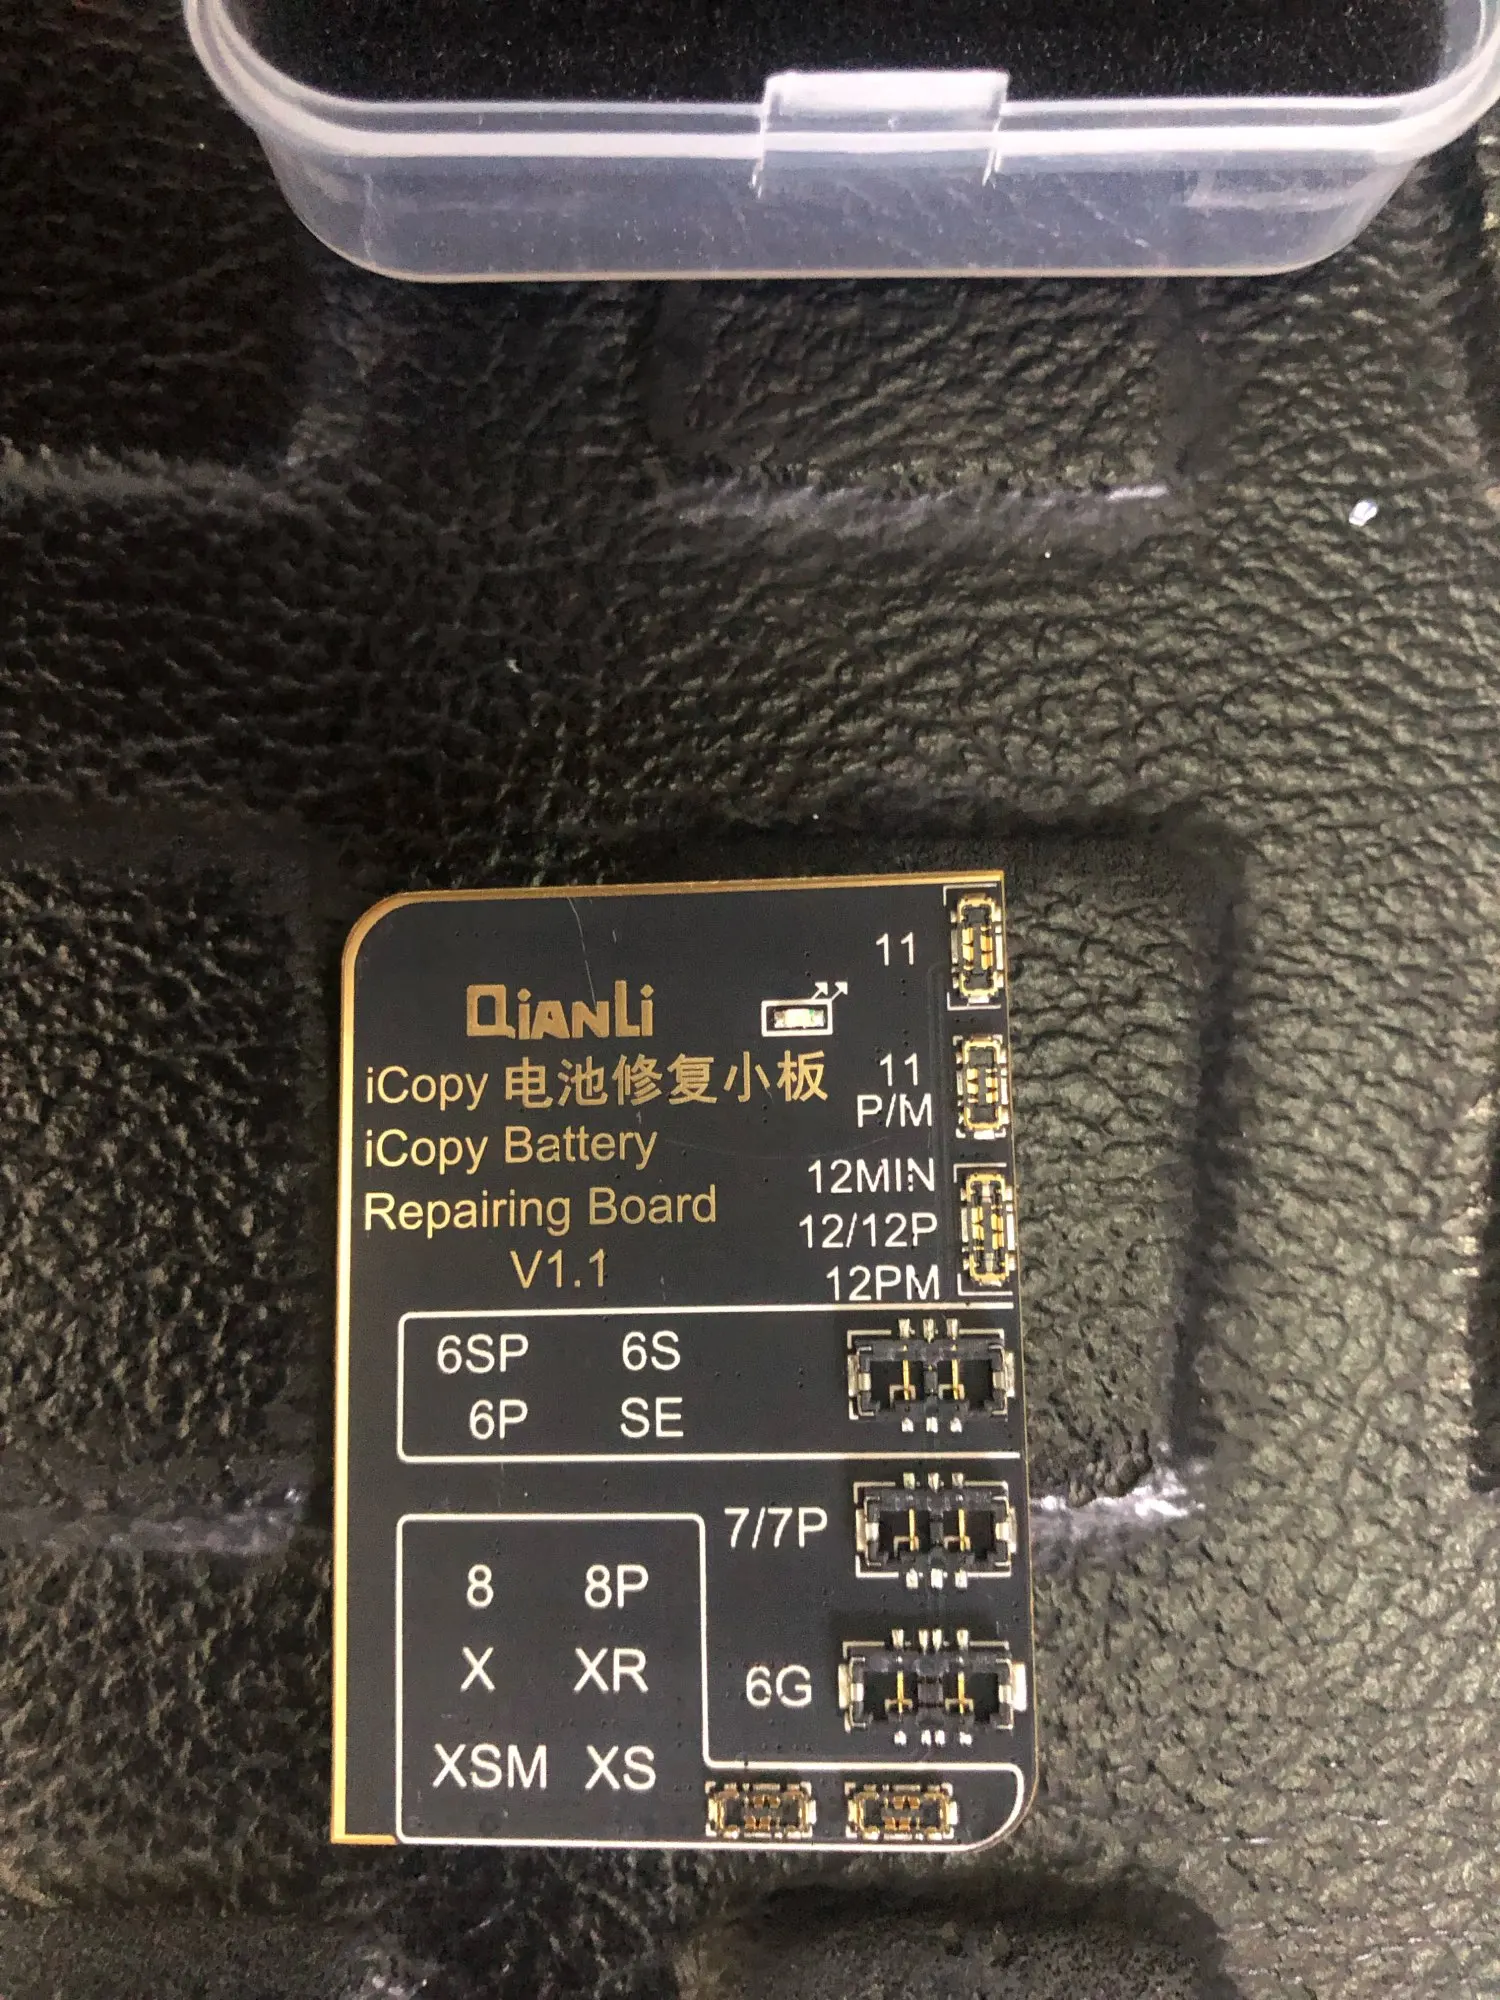 QIANLI
iCopy 电池修复小板
iCopy Battery
Repairing Board
V1.1
11
11
P/M
12MIN
12/12P
12PM
6SP 6S
6P SE
7/7P
8 8P
X XR
6G
XSM XS